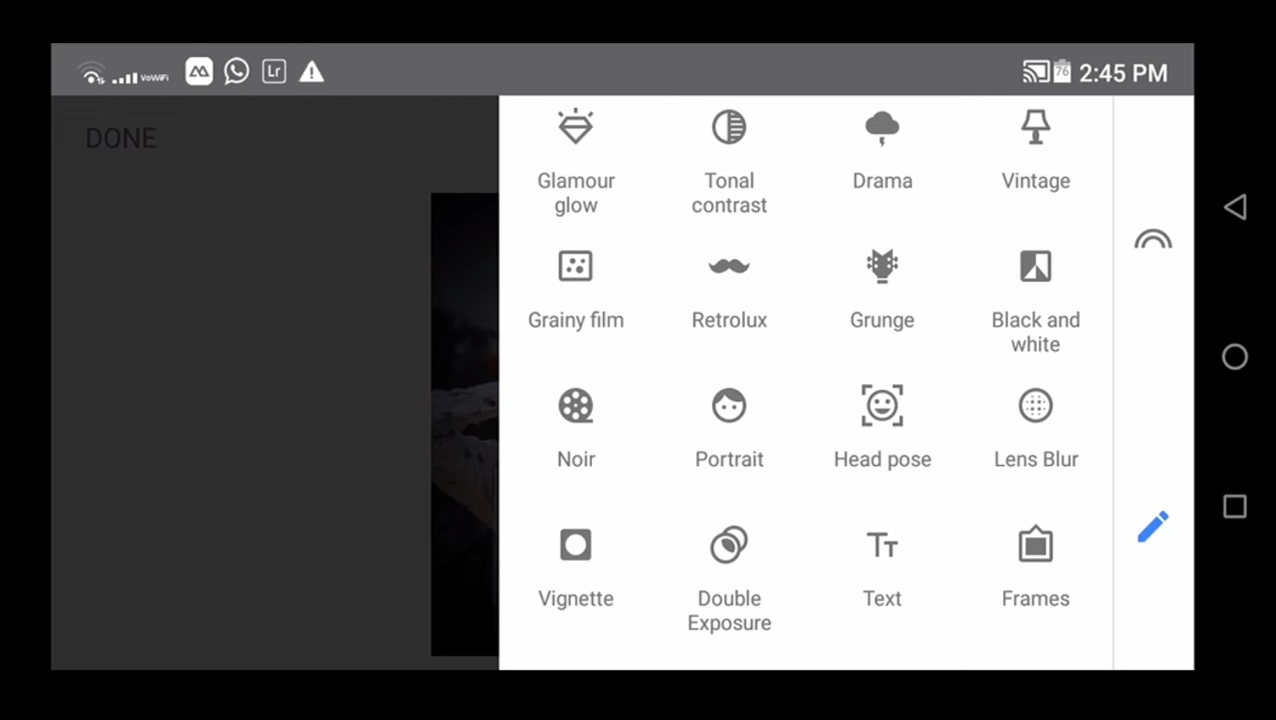 VoWiFi Lr 76 2:45 PM
DONE
Glamour
glow
Tonal
contrast
Drama
Vintage
Grainy film
Retrolux
Grunge
Black and
white
Noir
Portrait
Head pose
Lens Blur
Vignette
Double
Exposure
Text
Frames